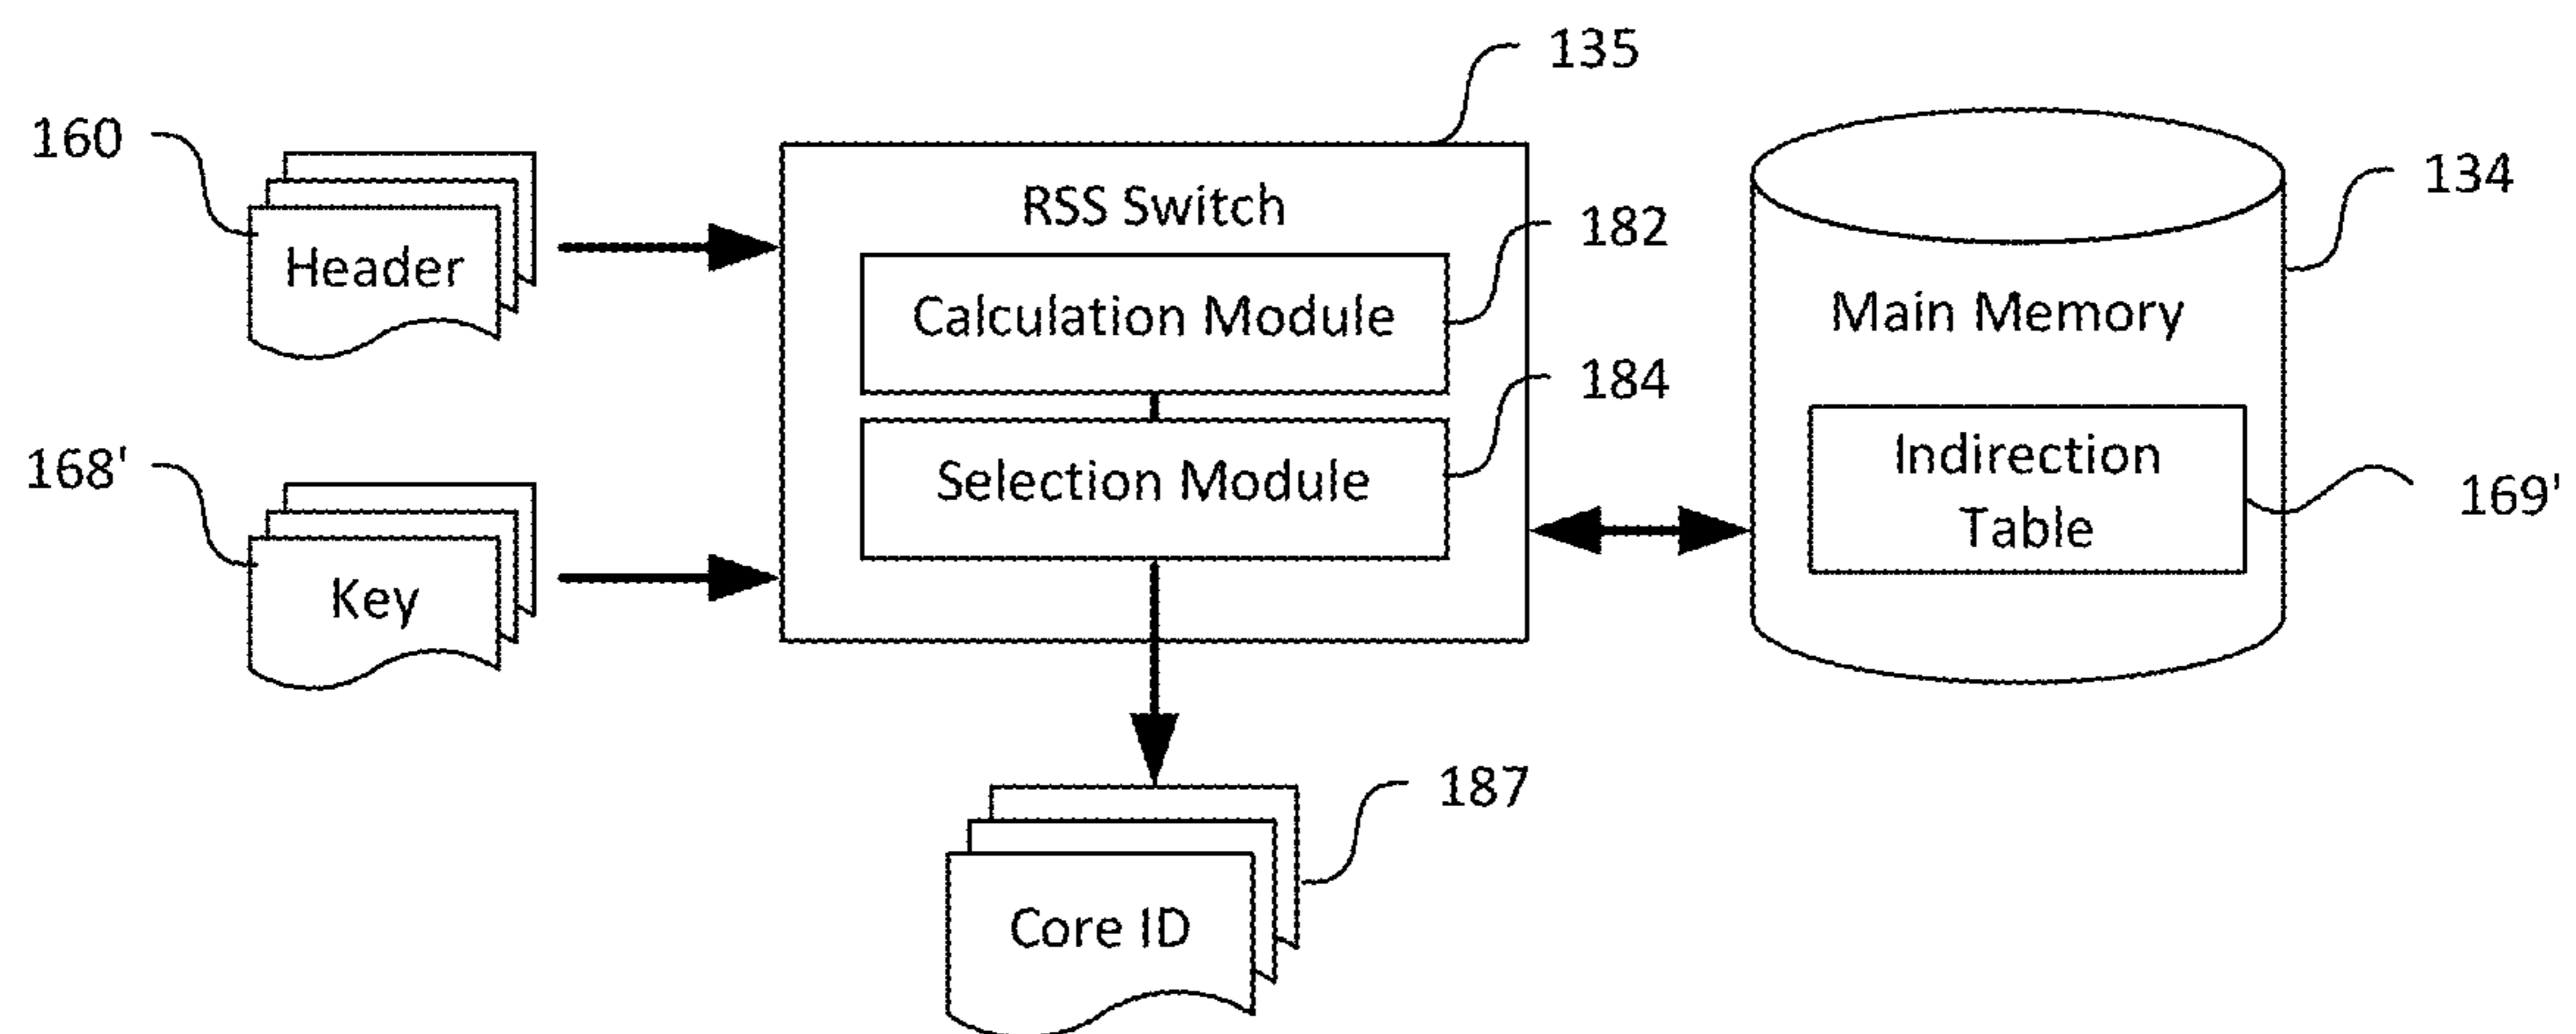 135
160
RSS Switch
134
182
Header
Calculation Module
Main Memory
184
168'
Selection Module
Indirection
Table
169'
Key
187
Core ID